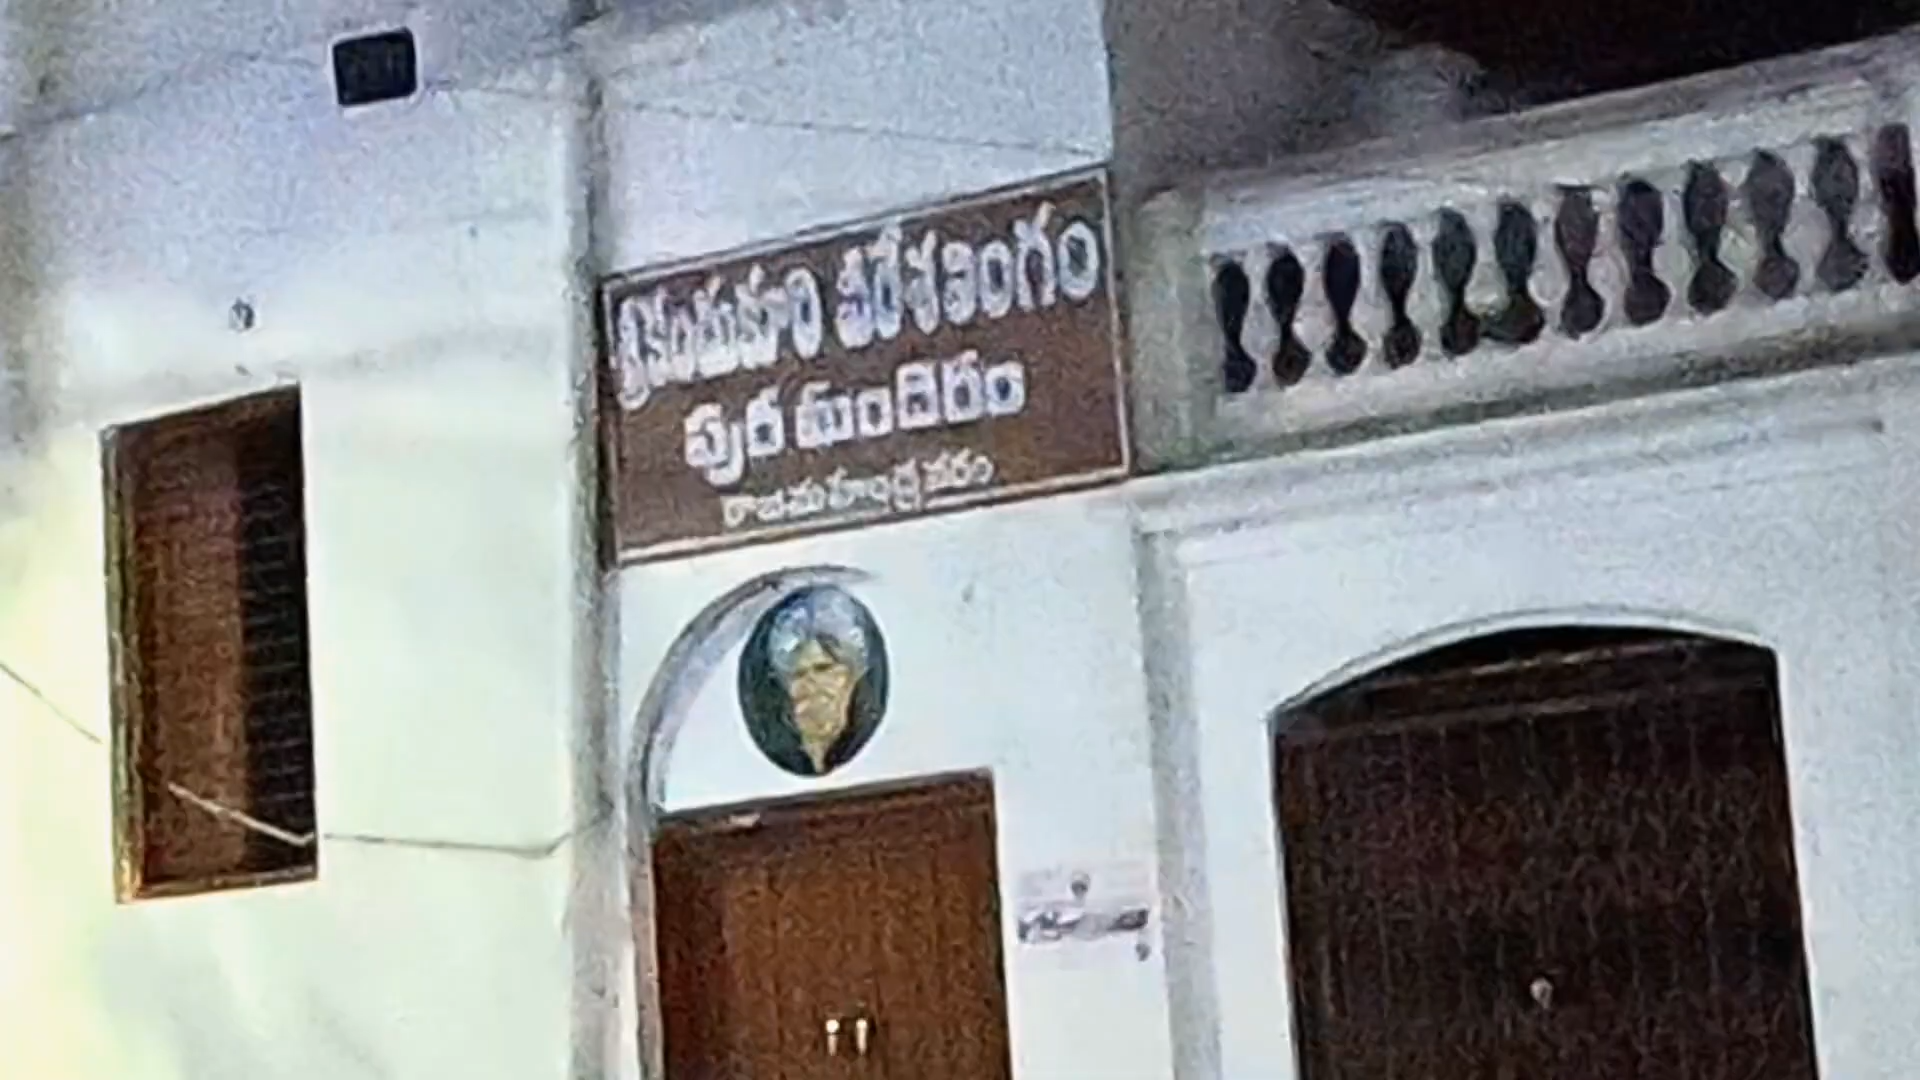 శ్రీ కందుకూరి వీరేశలింగం
పుర మందిరం
రాజమహేంద్రవరం